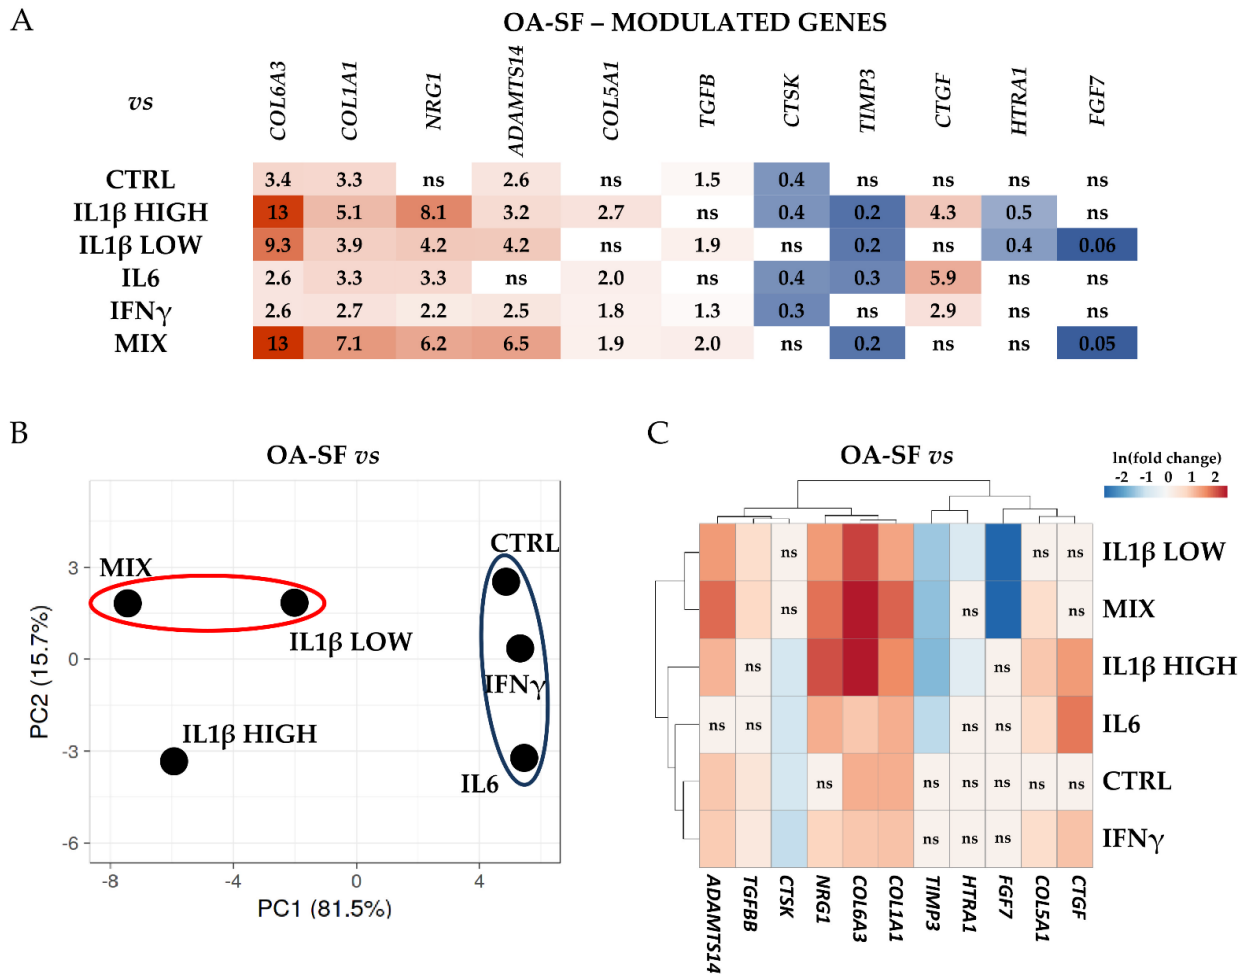 A
OA-SF – MODULATED GENES
vs COL6A3 COL1A1 NRG1 ADAMTS14 COL5A1 TGFB CTSK TIMP3 CTGF HTRA1 FGF7
CTRL 3.4 3.3 ns 2.6 ns 1.5 0.4 ns ns ns ns
IL1β HIGH 13 5.1 8.1 3.2 2.7 ns 0.4 0.2 4.3 0.5 ns
IL1β LOW 9.3 3.9 4.2 4.2 ns 1.9 ns 0.2 ns 0.4 0.06
IL6 2.6 3.3 3.3 ns 2.0 ns 0.4 0.3 5.9 ns ns
IFNγ 2.6 2.7 2.2 2.5 1.8 1.3 0.3 ns 2.9 ns ns
MIX 13 7.1 6.2 6.5 1.9 2.0 ns 0.2 ns ns 0.05
B
OA-SF vs
PC2 (15.7%)
3
0
-3
-6
MIX
CTRL
IL1β LOW
IFNγ
IL1β HIGH
IL6
-8 -4 0 4
PC1 (81.5%)
C
OA-SF vs
ln(fold change)
-2 -1 0 1 2
ns ns ns IL1β LOW
ns ns ns MIX
ns ns IL1β HIGH
ns ns ns ns IL6
ns ns ns ns ns ns CTRL
ns ns ns IFNγ
ADAMTS14 TGFBB CTSK NRG1 COL6A3 COL1A1 TIMP3 HTRA1 FGF7 COL5A1 CTGF